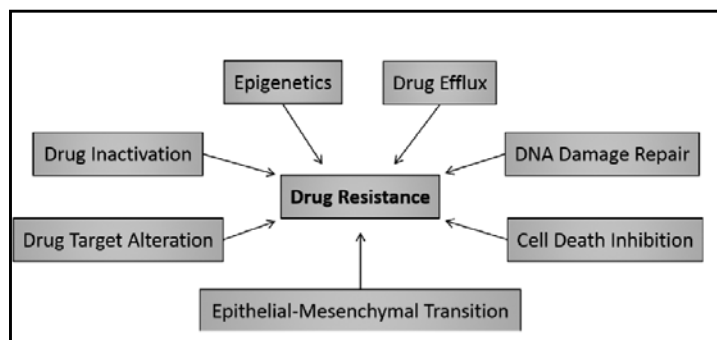 Epigenetics
Drug Efflux
Drug Inactivation
DNA Damage Repair
Drug Resistance
Drug Target Alteration
Cell Death Inhibition
Epithelial-Mesenchymal Transition